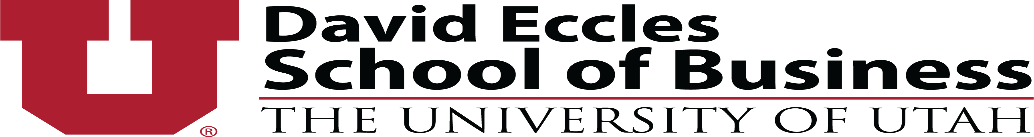 U®
David Eccles
School of Business
THE UNIVERSITY OF UTAH